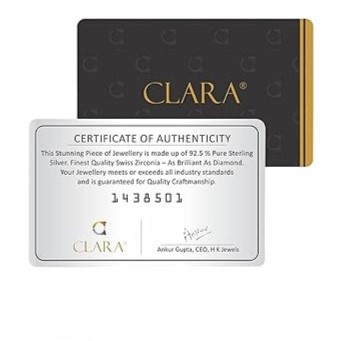 CLARA®
CERTIFICATE OF AUTHENTICITY
This Stunning Piece of Jewellery is made up of 92.5 % Pure Sterling
Silver. Finest Quality Swiss Zirconia – As Brilliant As Diamond.
Your Jewellery meets or exceeds all industry standards
and is guaranteed for Quality Craftmanship.
1438501
CLARA®
Ankur Gupta, CEO, H K Jewels